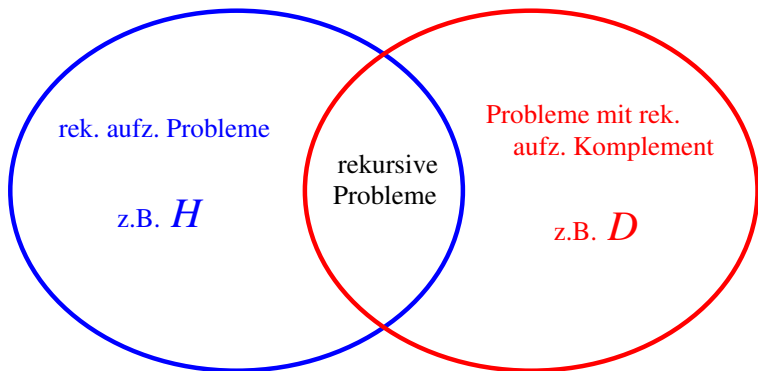 rek. aufz. Probleme
z.B. H
rekursive
Probleme
Probleme mit rek.
aufz. Komplement
z.B. D